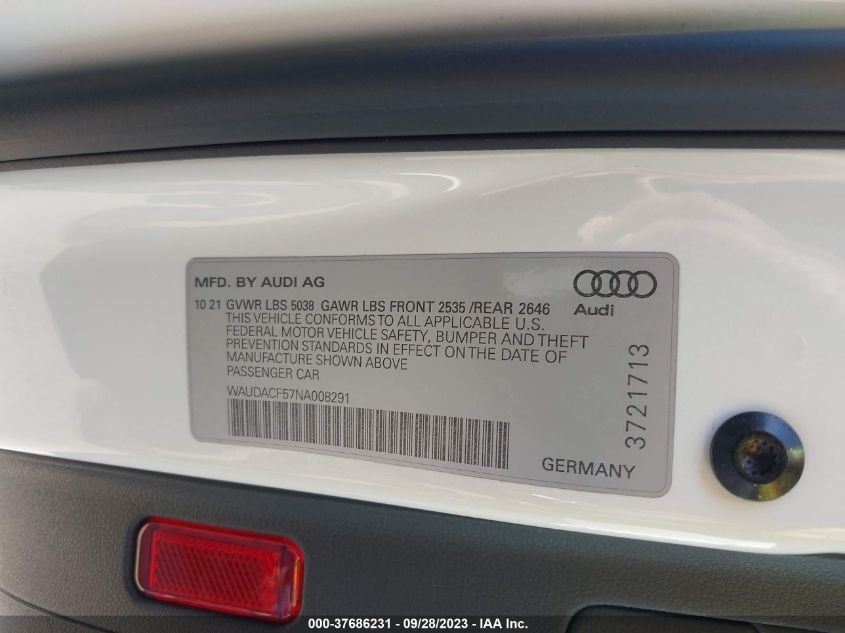 MFD. BY AUDI AG
Audi
10 21 GVWR LBS 5038 GAWR LBS FRONT 2535 /REAR 2646
THIS VEHICLE CONFORMS TO ALL APPLICABLE U.S.
FEDERAL MOTOR VEHICLE SAFETY, BUMPER AND THEFT
PREVENTION STANDARDS IN EFFECT ON THE DATE OF
MANUFACTURE SHOWN ABOVE
PASSENGER CAR
WAUDACF57NA008291
3721713
GERMANY
000-37686231 - 09/28/2023 - IAA Inc.